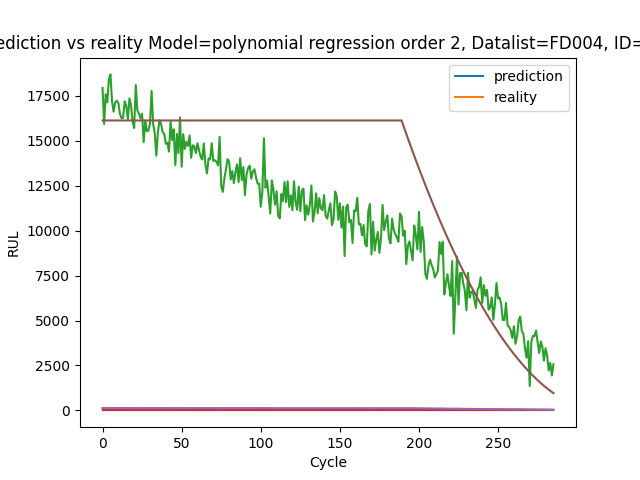 ediction vs reality Model=polynomial regression order 2, Datalist=FD004, ID=
prediction
reality
17500
15000
12500
10000
7500
5000
2500
0
RUL
0 50 100 150 200 250
Cycle